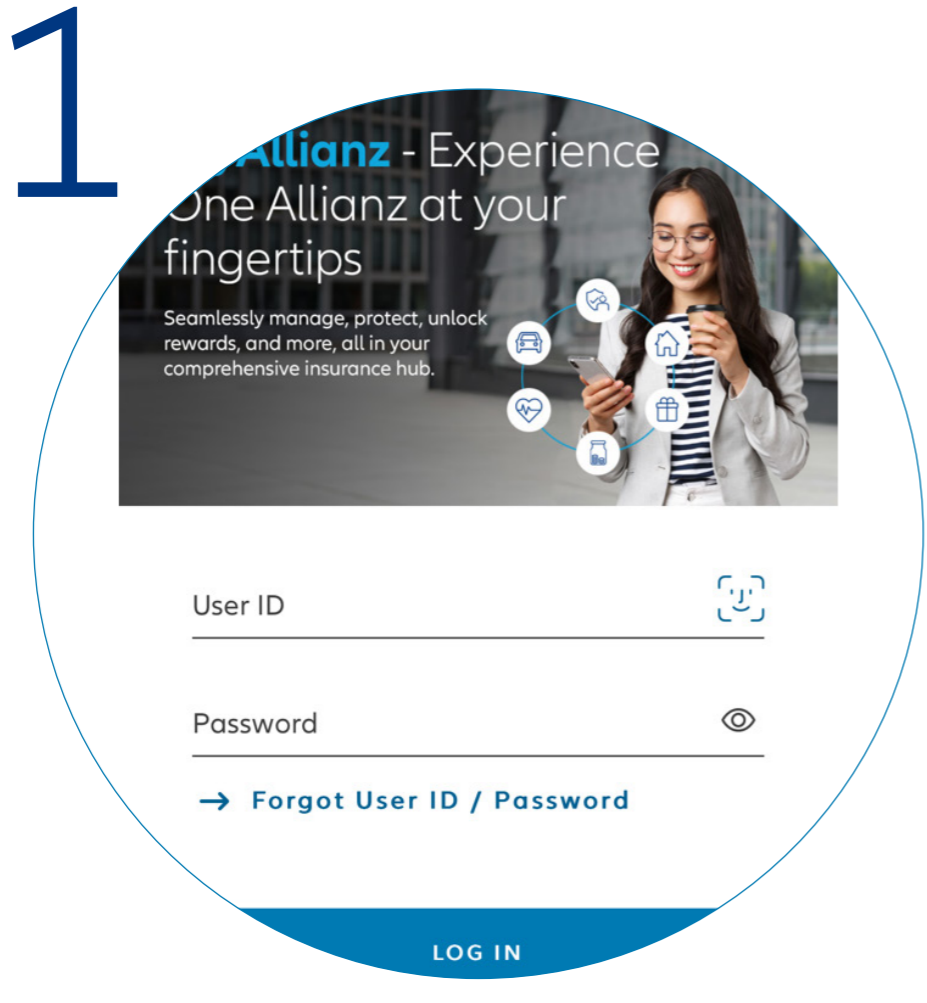 1
Allianz - Experience
One Allianz at your
fingertips
Seamlessly manage, protect, unlock
rewards, and more, all in your
comprehensive insurance hub.
User ID
Password
→ Forgot User ID / Password
LOG IN